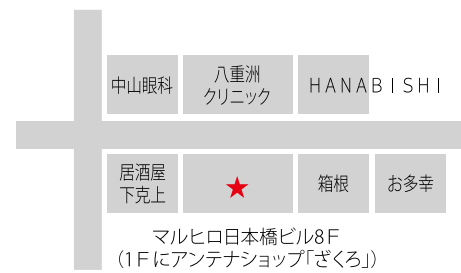 中山眼科
八重洲
クリニック
HANABISHI
居酒屋
下克上
★
箱根
お多幸
マルヒロ日本橋ビル8F
(1Fにアンテナショップ「ざくろ」)